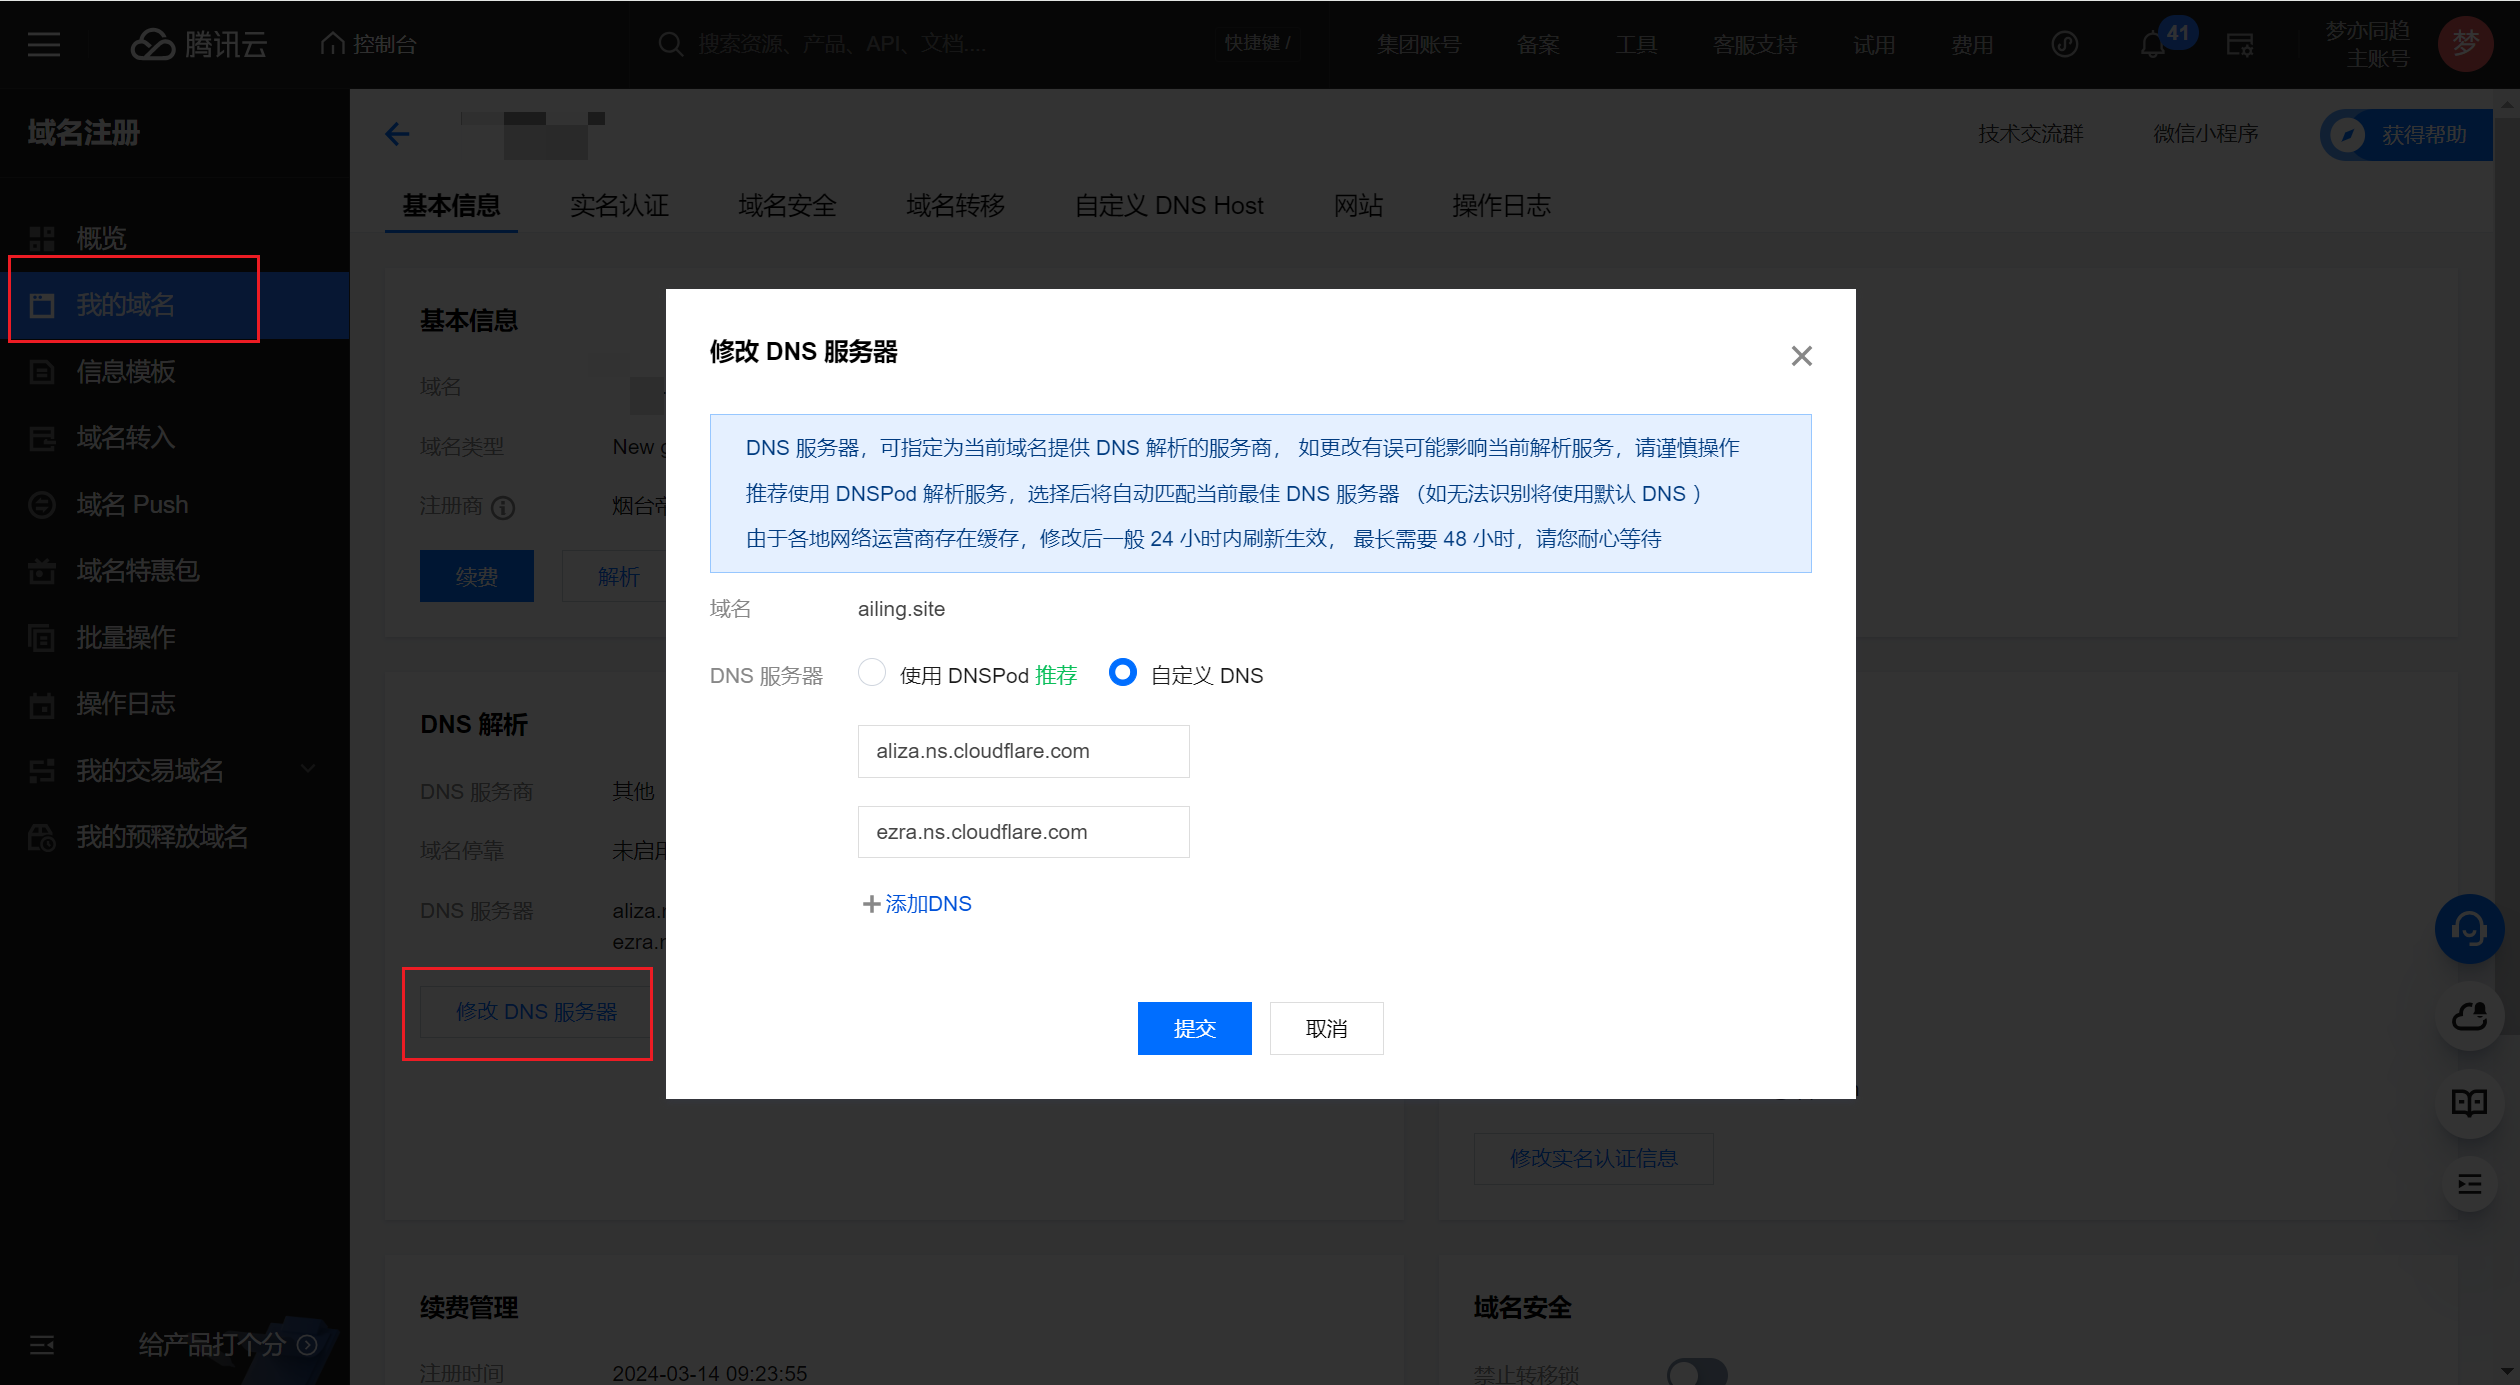 腾讯云
控制台
搜索资源、产品、API、文档....
快捷键 /
集团账号
备案
工具
客服支持
试用
费用
41
梦亦同趋
主账号
梦
域名注册
概览
我的域名
信息模板
域名转入
域名 Push
域名特惠包
批量操作
操作日志
我的交易域名
我的预释放域名
给产品打个分
技术交流群
微信小程序
获得帮助
基本信息
实名认证
域名安全
域名转移
自定义 DNS Host
网站
操作日志
基本信息
域名
域名类型
New
注册商
烟台
续费
解析
DNS 解析
DNS 服务商
其他
域名停靠
未启用
DNS 服务器
aliza.
ezra.
修改 DNS 服务器
修改 DNS 服务器
DNS 服务器，可指定为当前域名提供 DNS 解析的服务商， 如更改有误可能影响当前解析服务，请谨慎操作
推荐使用 DNSPod 解析服务，选择后将自动匹配当前最佳 DNS 服务器 （如无法识别将使用默认 DNS ）
由于各地网络运营商存在缓存，修改后一般 24 小时内刷新生效， 最长需要 48 小时，请您耐心等待
域名
ailing.site
DNS 服务器
使用 DNSPod 推荐
自定义 DNS
aliza.ns.cloudflare.com
ezra.ns.cloudflare.com
添加DNS
提交
取消
修改实名认证信息
续费管理
注册时间
2024-03-14 09:23:55
域名安全
禁止转移锁